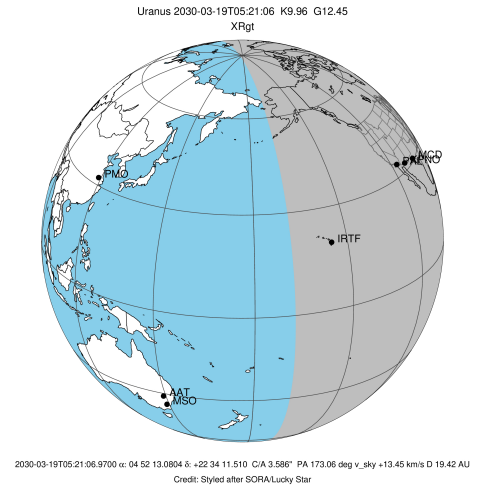 Uranus 2030-03-19T05:21:06  K9.96  G12.45
XRgt
MCD
KPNO
PMO
IRTF
AAT
MSO
2030-03-19T05:21:06.9700 α: 04 52 13.0804 δ: +22 34 11.510  C/A 3.586"  PA 173.06 deg v_sky +13.45 km/s D 19.42 AU
Credit: Styled after SORA/Lucky Star